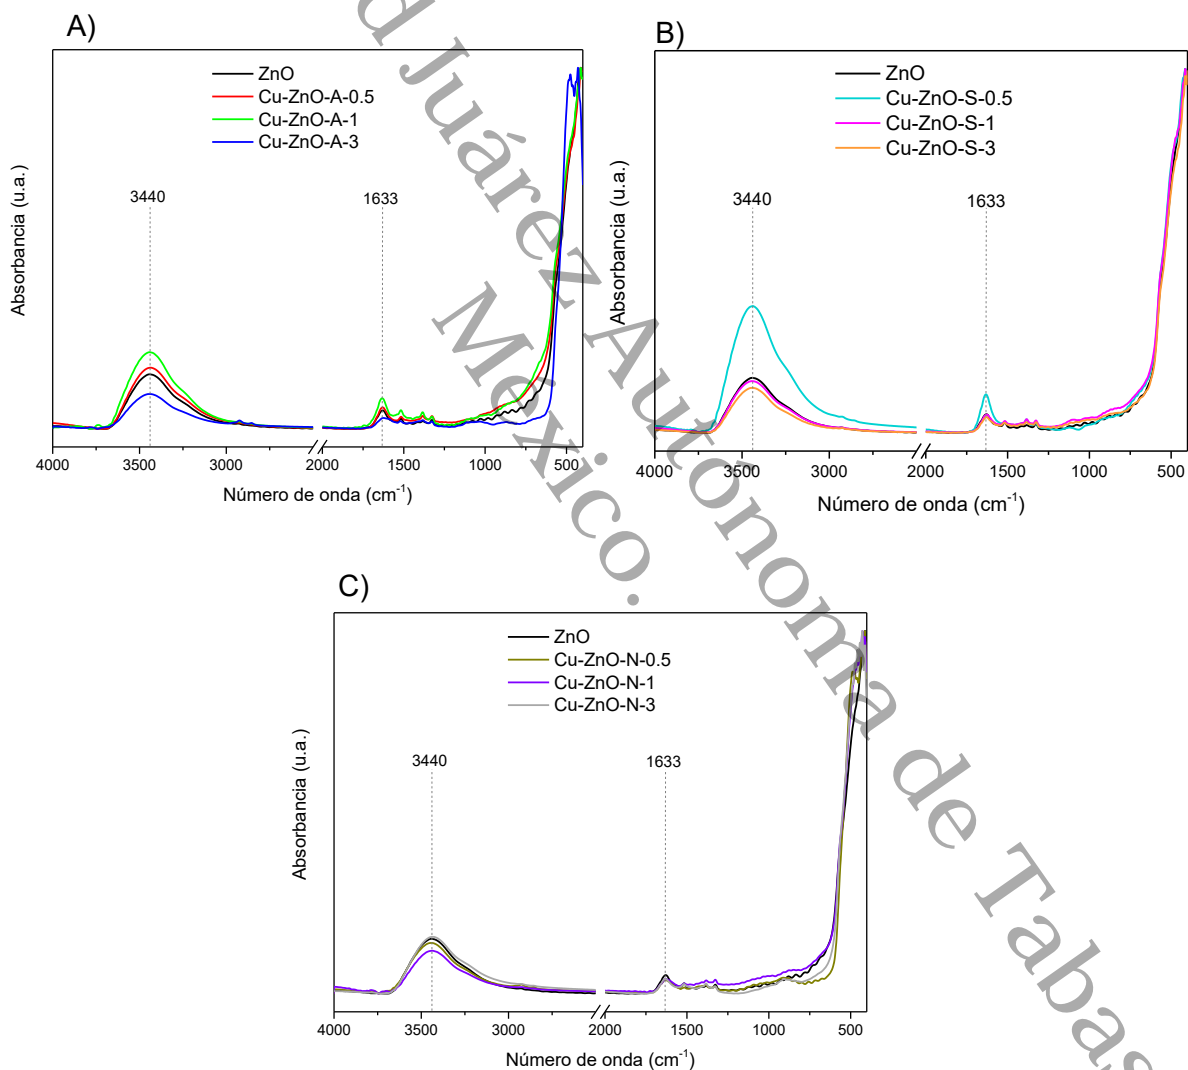 A)
ZnO
Cu-ZnO-A-0.5
Cu-ZnO-A-1
Cu-ZnO-A-3
3440
1633
Absorbancia (u.a.)
4000 3500 3000 2000 1500 1000 500
Número de onda (cm⁻¹)
B)
ZnO
Cu-ZnO-S-0.5
Cu-ZnO-S-1
Cu-ZnO-S-3
3440
1633
Absorbancia (u.a.)
4000 3500 3000 2000 1500 1000 500
Número de onda (cm⁻¹)
C)
ZnO
Cu-ZnO-N-0.5
Cu-ZnO-N-1
Cu-ZnO-N-3
3440
1633
Absorbancia (u.a.)
4000 3500 3000 2000 1500 1000 500
Número de onda (cm⁻¹)
d Juárez Autónoma de Tabas
México.